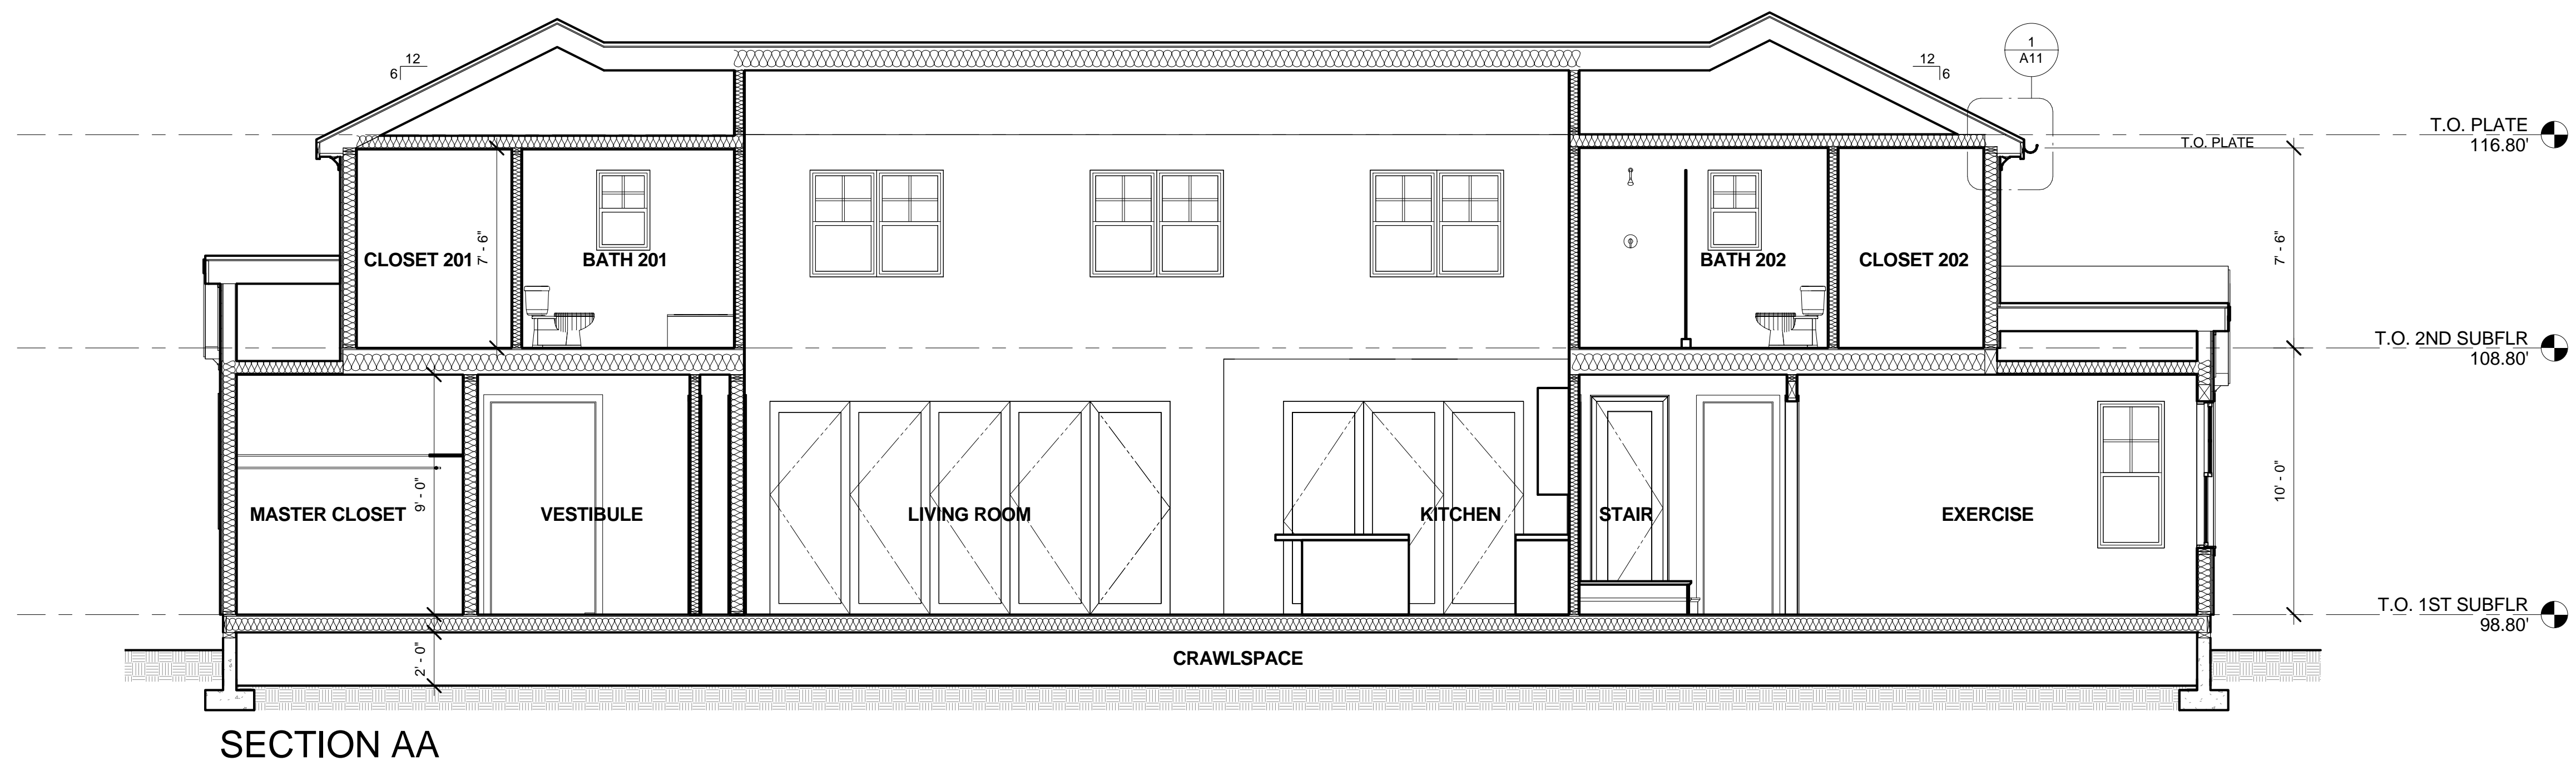 12
6
12
6
1
A11
T.O. PLATE
116.80'
T.O. PLATE
CLOSET 201
7' - 6"
BATH 201
BATH 202
CLOSET 202
7' - 6"
T.O. 2ND SUBFLR
108.80'
MASTER CLOSET
9' - 0"
VESTIBULE
LIVING ROOM
KITCHEN
STAIR
EXERCISE
10' - 0"
T.O. 1ST SUBFLR
98.80'
2' - 0"
CRAWLSPACE
SECTION AA